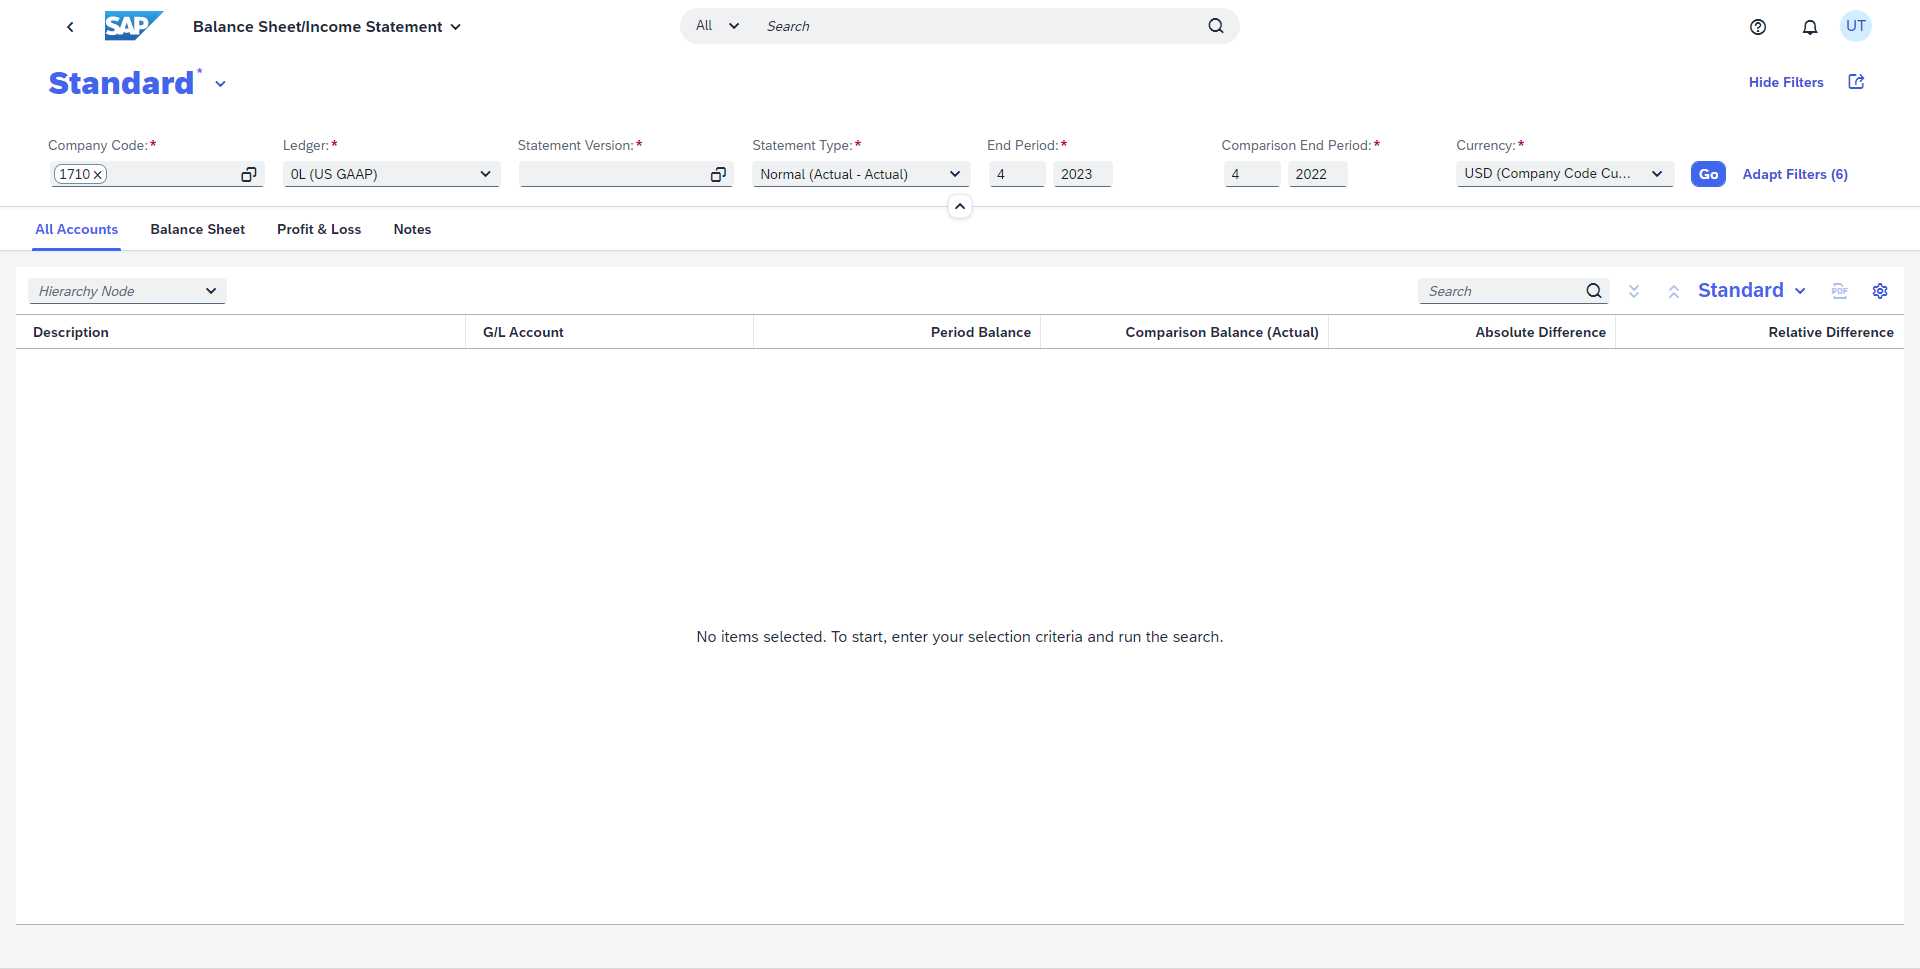 SAP
Balance Sheet/Income Statement
All
Search
UT
Standard*
Hide Filters
Company Code:*
Ledger:*
Statement Version:*
Statement Type:*
End Period:*
Comparison End Period:*
Currency:*
1710
0L (US GAAP)
Normal (Actual - Actual)
4
2023
4
2022
USD (Company Code Cu...
Go
Adapt Filters (6)
All Accounts
Balance Sheet
Profit & Loss
Notes
Hierarchy Node
Search
Standard
PDF
Description
G/L Account
Period Balance
Comparison Balance (Actual)
Absolute Difference
Relative Difference
No items selected. To start, enter your selection criteria and run the search.